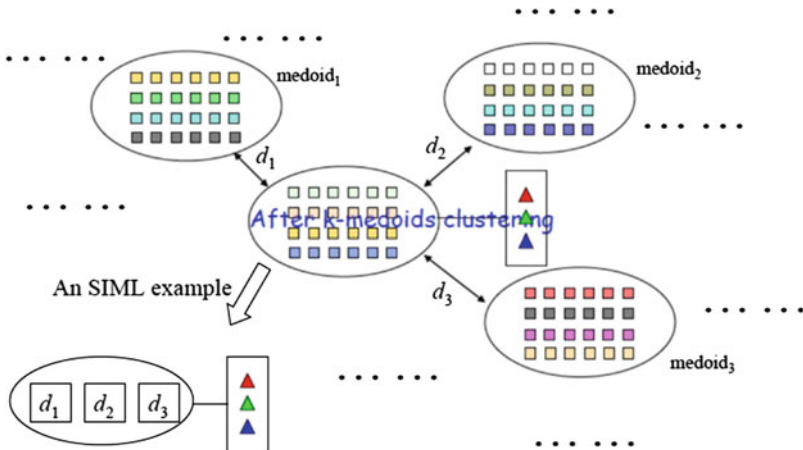 medoid1
medoid2
d1
d2
After k-medoids clustering
An SIML example
d3
medoid3
d1 d2 d3